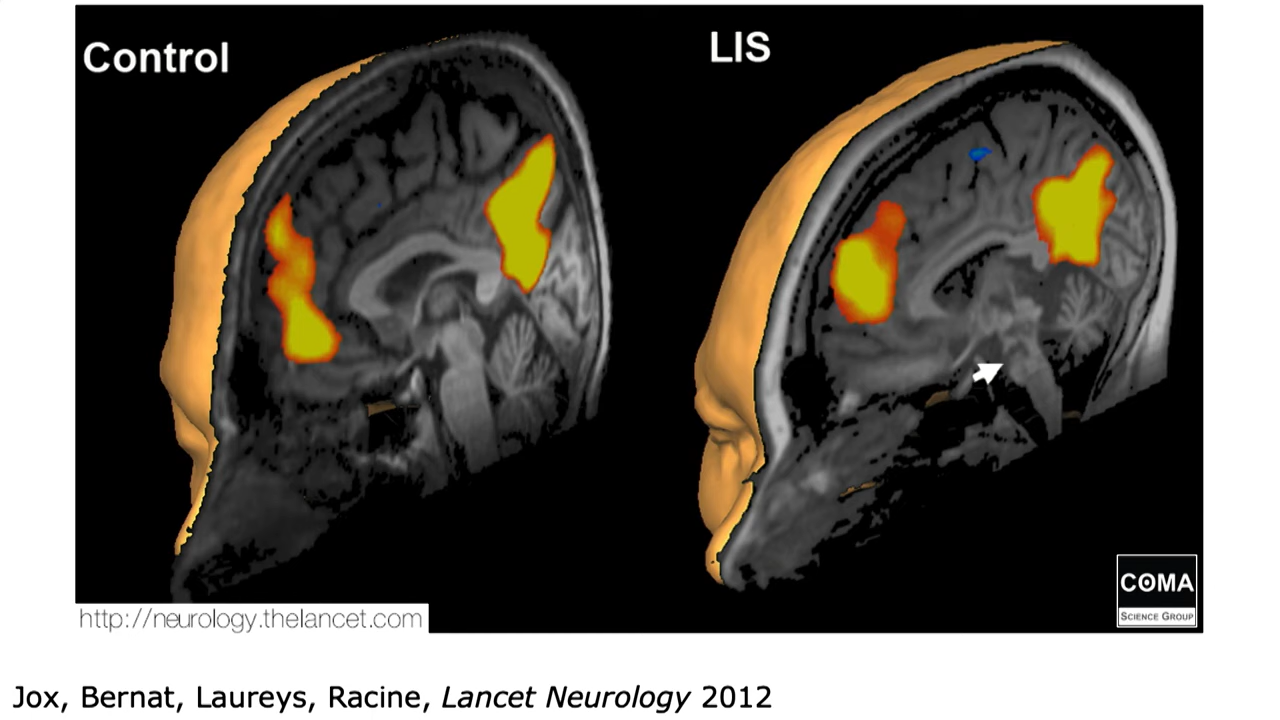 Control
LIS
COMA
SCIENCE GROUP
http://neurology.thelancet.com
Jox, Bernat, Laureys, Racine, Lancet Neurology 2012